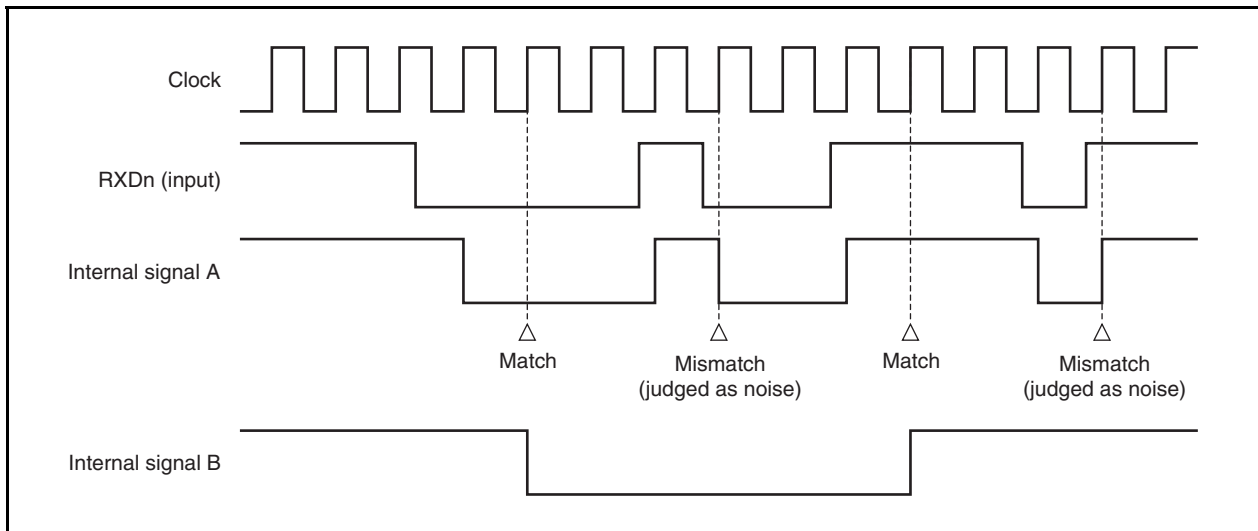 Clock
RXDn (input)
Internal signal A
Match
Mismatch
(judged as noise)
Match
Mismatch
(judged as noise)
Internal signal B